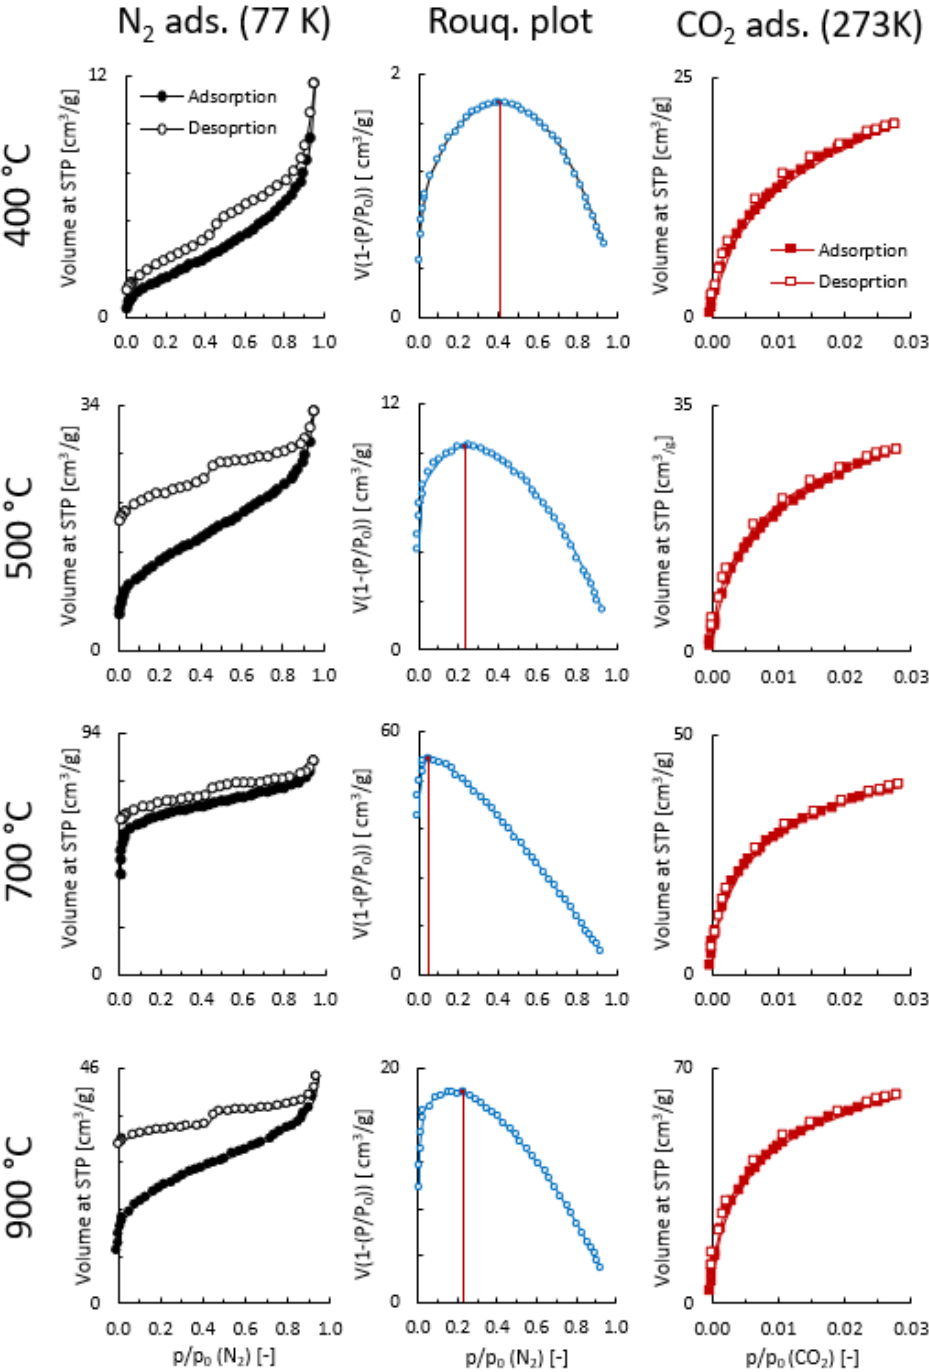 N₂ ads. (77 K)
Rouq. plot
CO₂ ads. (273K)
400 °C
Volume at STP [cm³/g]
12
0
Adsorption
Desoprtion
0.0 0.2 0.4 0.6 0.8 1.0
V(1-(P/P₀)) [ cm³/g]
2
0
0.0 0.2 0.4 0.6 0.8 1.0
Volume at STP [cm³/g]
25
0
Adsorption
Desoprtion
0.00 0.01 0.02 0.03
500 °C
Volume at STP [cm³/g]
34
0
0.0 0.2 0.4 0.6 0.8 1.0
V(1-(P/P₀)) [ cm³/g]
12
0
0.0 0.2 0.4 0.6 0.8 1.0
Volume at STP [cm³/g]
35
0
0.00 0.01 0.02 0.03
700 °C
Volume at STP [cm³/g]
94
0
0.0 0.2 0.4 0.6 0.8 1.0
V(1-(P/P₀)) [ cm³/g]
60
0
0.0 0.2 0.4 0.6 0.8 1.0
Volume at STP [cm³/g]
50
0
0.00 0.01 0.02 0.03
900 °C
Volume at STP [cm³/g]
46
0
0.0 0.2 0.4 0.6 0.8 1.0
p/p₀ (N₂) [-]
V(1-(P/P₀)) [ cm³/g]
20
0
0.0 0.2 0.4 0.6 0.8 1.0
p/p₀ (N₂) [-]
Volume at STP [cm³/g]
70
0
0.00 0.01 0.02 0.03
p/p₀ (CO₂) [-]